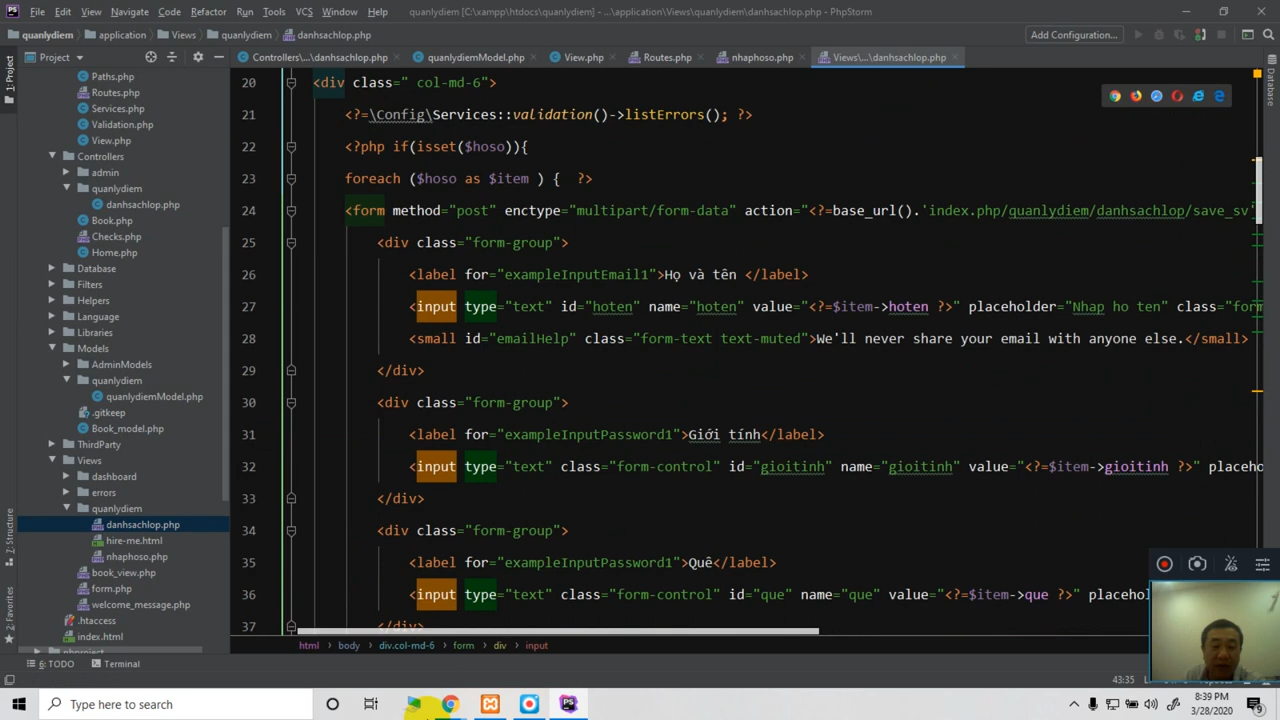 File Edit View Navigate Code Refactor Run Tools VCS Window Help quanlydiem [C:\xampp\htdocs\quanlydiem] - ...\application\Views\quanlydiem\danhsachlop.php - PhpStorm
quanlydiem application Views quanlydiem danhsachlop.php Add Configuration...
Project Controllers\...\danhsachlop.php quanlydiemModel.php View.php Routes.php nhaphoso.php Views\...\danhsachlop.php
1: Project
Database
Paths.php
Routes.php
Services.php
Validation.php
View.php
Controllers
admin
quanlydiem
danhsachlop.php
Book.php
Checks.php
Home.php
Database
Filters
Helpers
Language
Libraries
Models
AdminModels
quanlydiem
quanlydiemModel.php
.gitkeep
Book_model.php
ThirdParty
Views
dashboard
errors
quanlydiem
danhsachlop.php
hire-me.html
nhaphoso.php
book_view.php
form.php
welcome_message.php
.htaccess
index.html
7: Structure
2: Favorites
20 <div class=" col-md-6">
21 <?=\Config\Services::validation()->listErrors(); ?>
22 <?php if(isset($hoso)){
23 foreach ($hoso as $item ) { ?>
24 <form method="post" enctype="multipart/form-data" action="<?=base_url().'index.php/quanlydiem/danhsachlop/save_sv'
25 <div class="form-group">
26 <label for="exampleInputEmail1">Họ và tên </label>
27 <input type="text" id="hoten" name="hoten" value="<?=$item->hoten ?>" placeholder="Nhap ho ten" class="form
28 <small id="emailHelp" class="form-text text-muted">We'll never share your email with anyone else.</small>
29 </div>
30 <div class="form-group">
31 <label for="exampleInputPassword1">Giới tính</label>
32 <input type="text" class="form-control" id="gioitinh" name="gioitinh" value="<?=$item->gioitinh ?>" placeho
33 </div>
34 <div class="form-group">
35 <label for="exampleInputPassword1">Quê</label>
36 <input type="text" class="form-control" id="que" name="que" value="<?=$item->que ?>" placehol
37 </div>
html body div.col-md-6 form div input
6: TODO Terminal
43:35
Type here to search
8:39 PM
3/28/2020